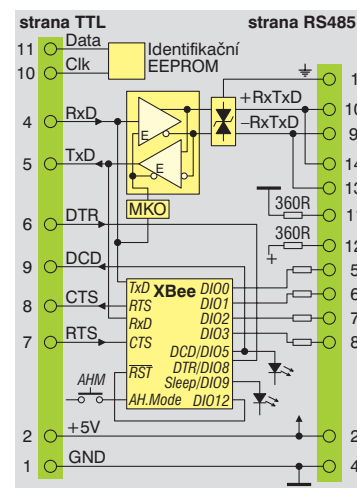 strana TTL strana RS485
11 Data
10 Clk
Identifikační
EEPROM
1
+RxTxD 10
4 RxD
E
–RxTxD 9
5 TxD
E
14
13
MKO
360R 11
6 DTR
360R 12
+
9 DCD
5
8 CTS
6
7 RTS
7
8
XBee
TxD DIO0
RTS DIO1
RxD DIO2
CTS DIO3
DCD/DIO5
DTR/DIO8
RST Sleep/DIO9
AH.Mode DIO12
AHM
2 +5V 2
1 GND 4